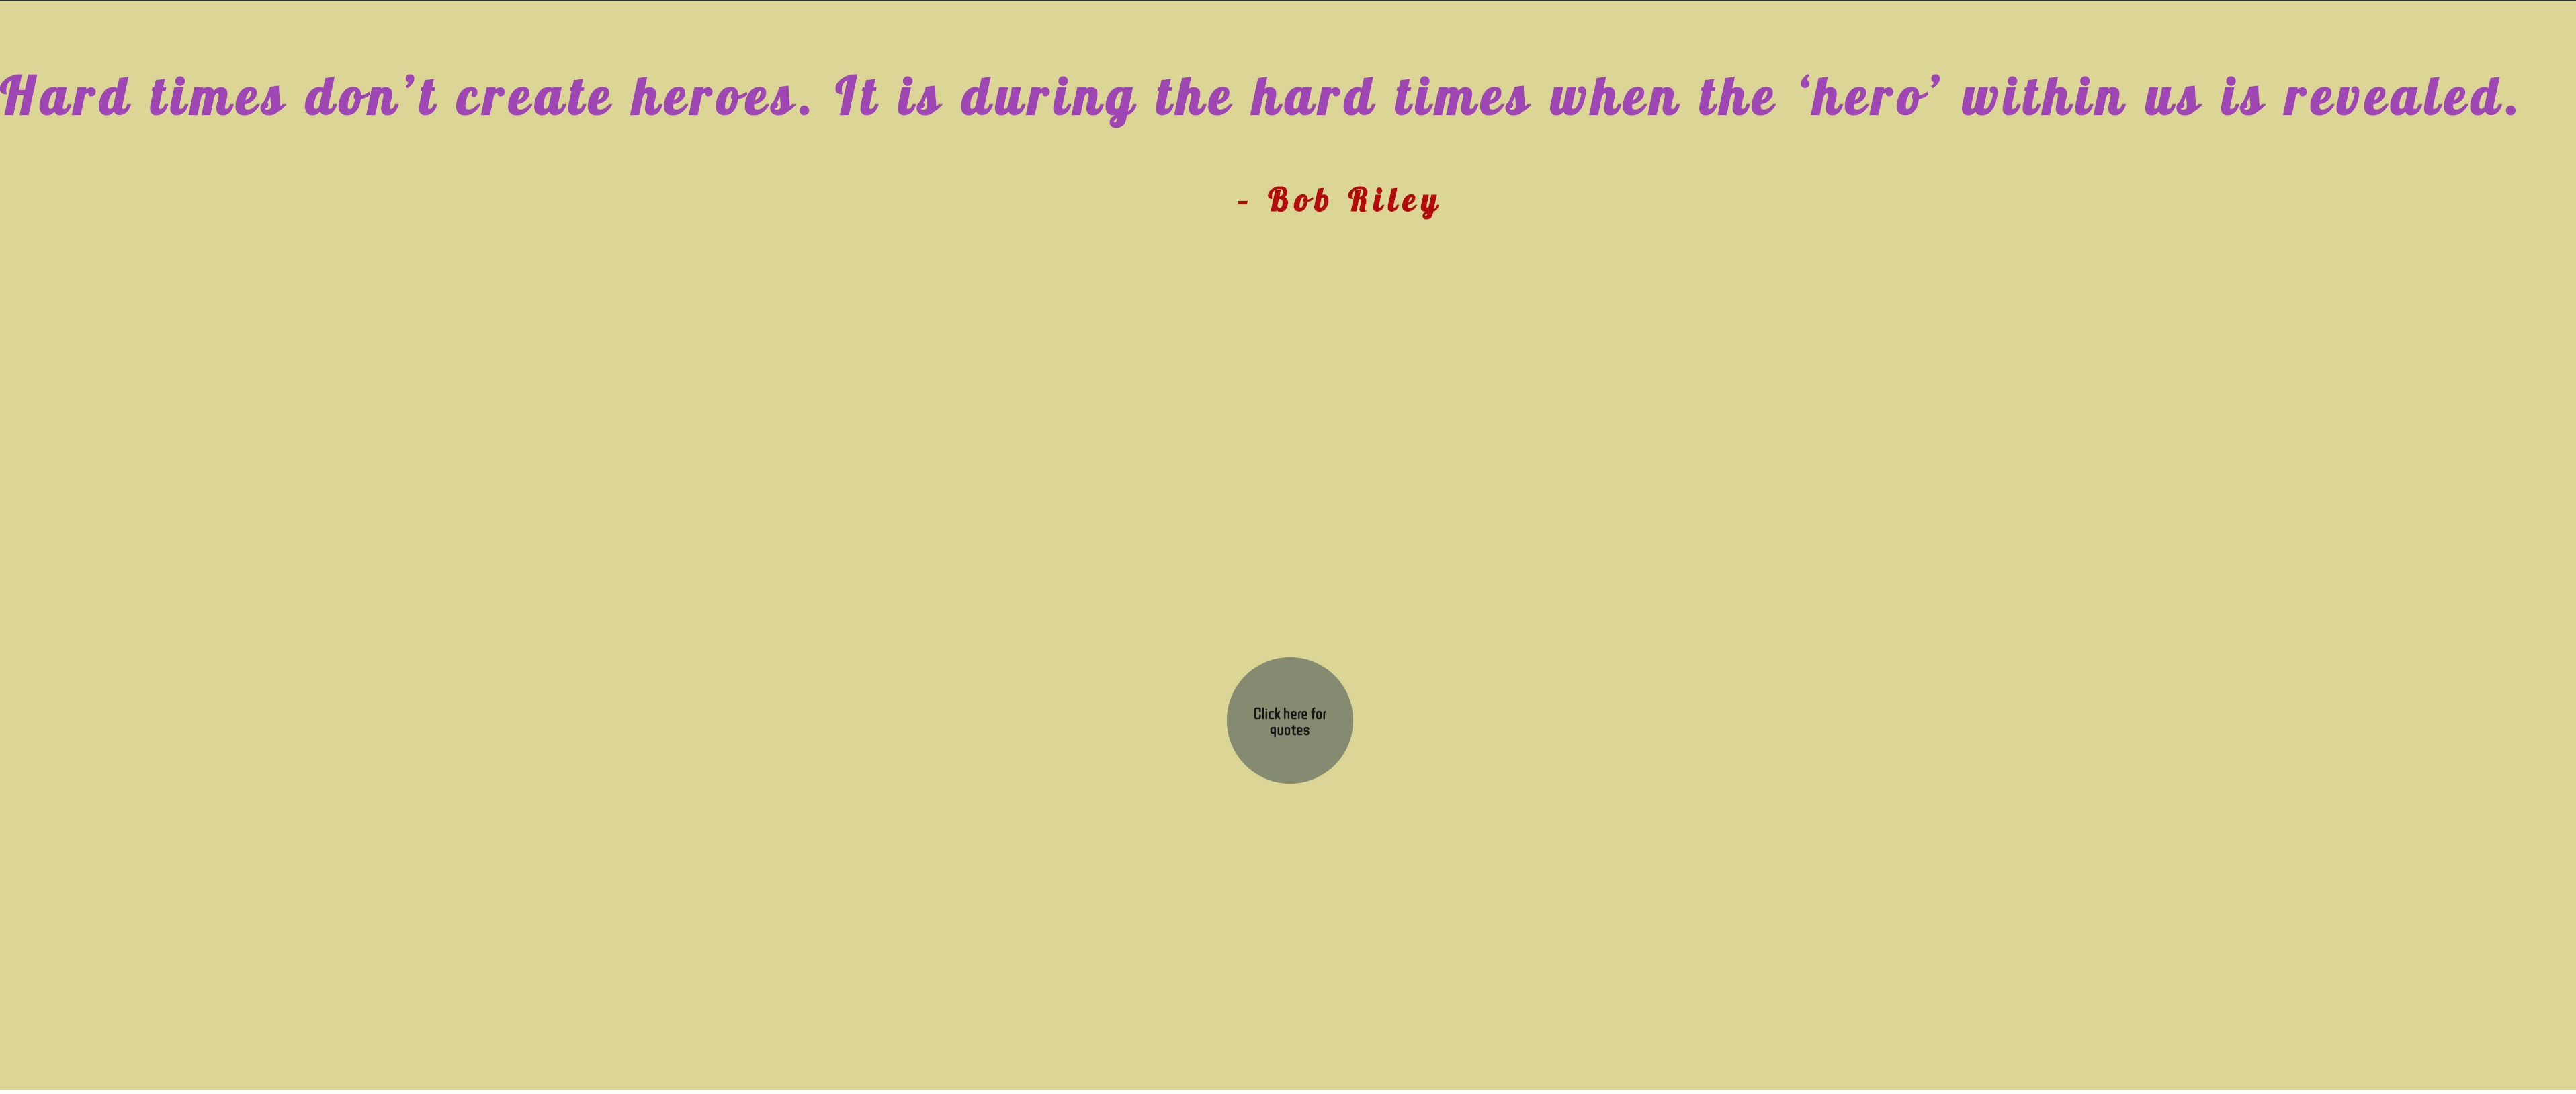 Hard times don’t create heroes. It is during the hard times when the ‘hero’ within us is revealed.
- Bob Riley
Click here for
quotes